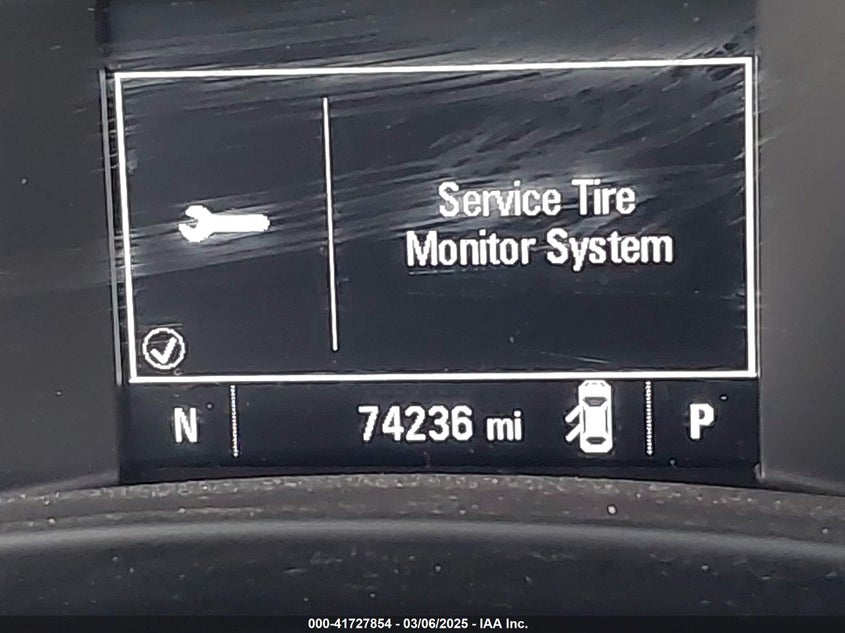 Service Tire
Monitor System
N 74236 mi P
000-41727854 - 03/06/2025 - IAA Inc.